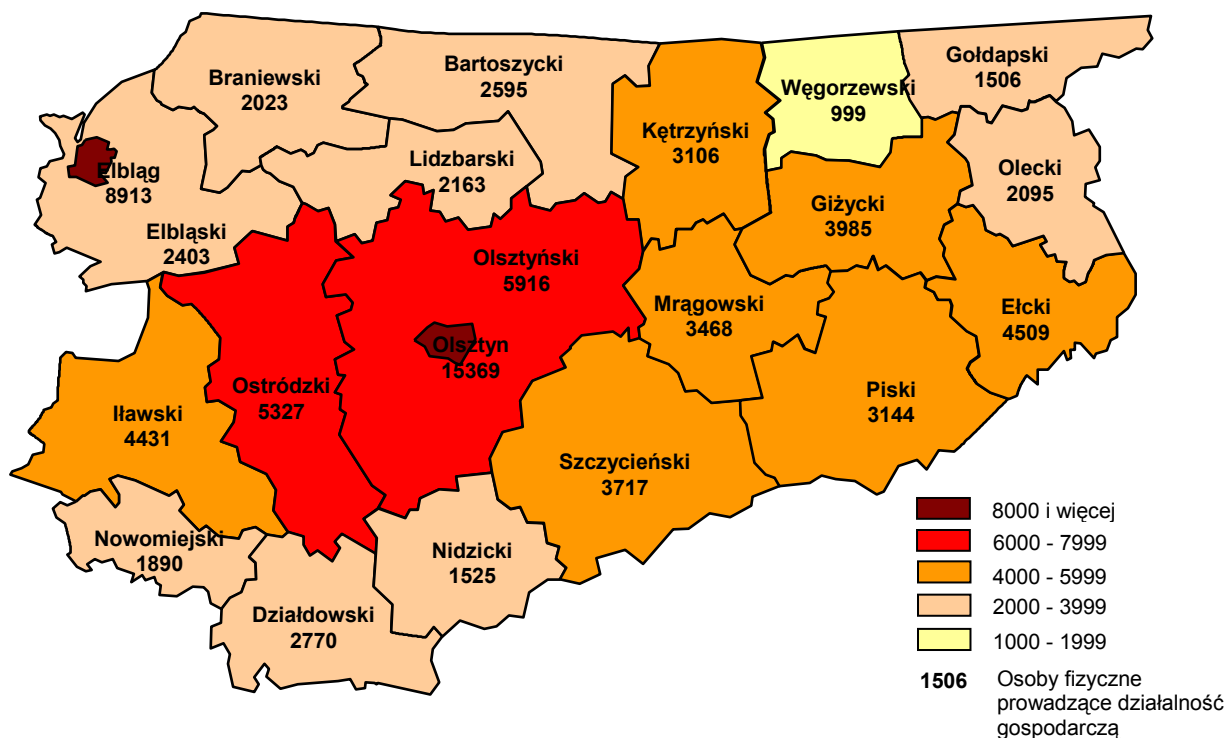 Braniewski
2023
Bartoszycki
2595
Kętrzyński
3106
Węgorzewski
999
Gołdapski
1506
Elbląg
8913
Lidzbarski
2163
Olecki
2095
Giżycki
3985
Elbląski
2403
Olsztyński
5916
Mrągowski
3468
Ełcki
4509
Olsztyn
15369
Ostródzki
5327
Piski
3144
Iławski
4431
Szczycieński
3717
Nowomiejski
1890
Nidzicki
1525
Działdowski
2770
8000 i więcej
6000 - 7999
4000 - 5999
2000 - 3999
1000 - 1999
1506 Osoby fizyczne
prowadzące działalność
gospodarczą